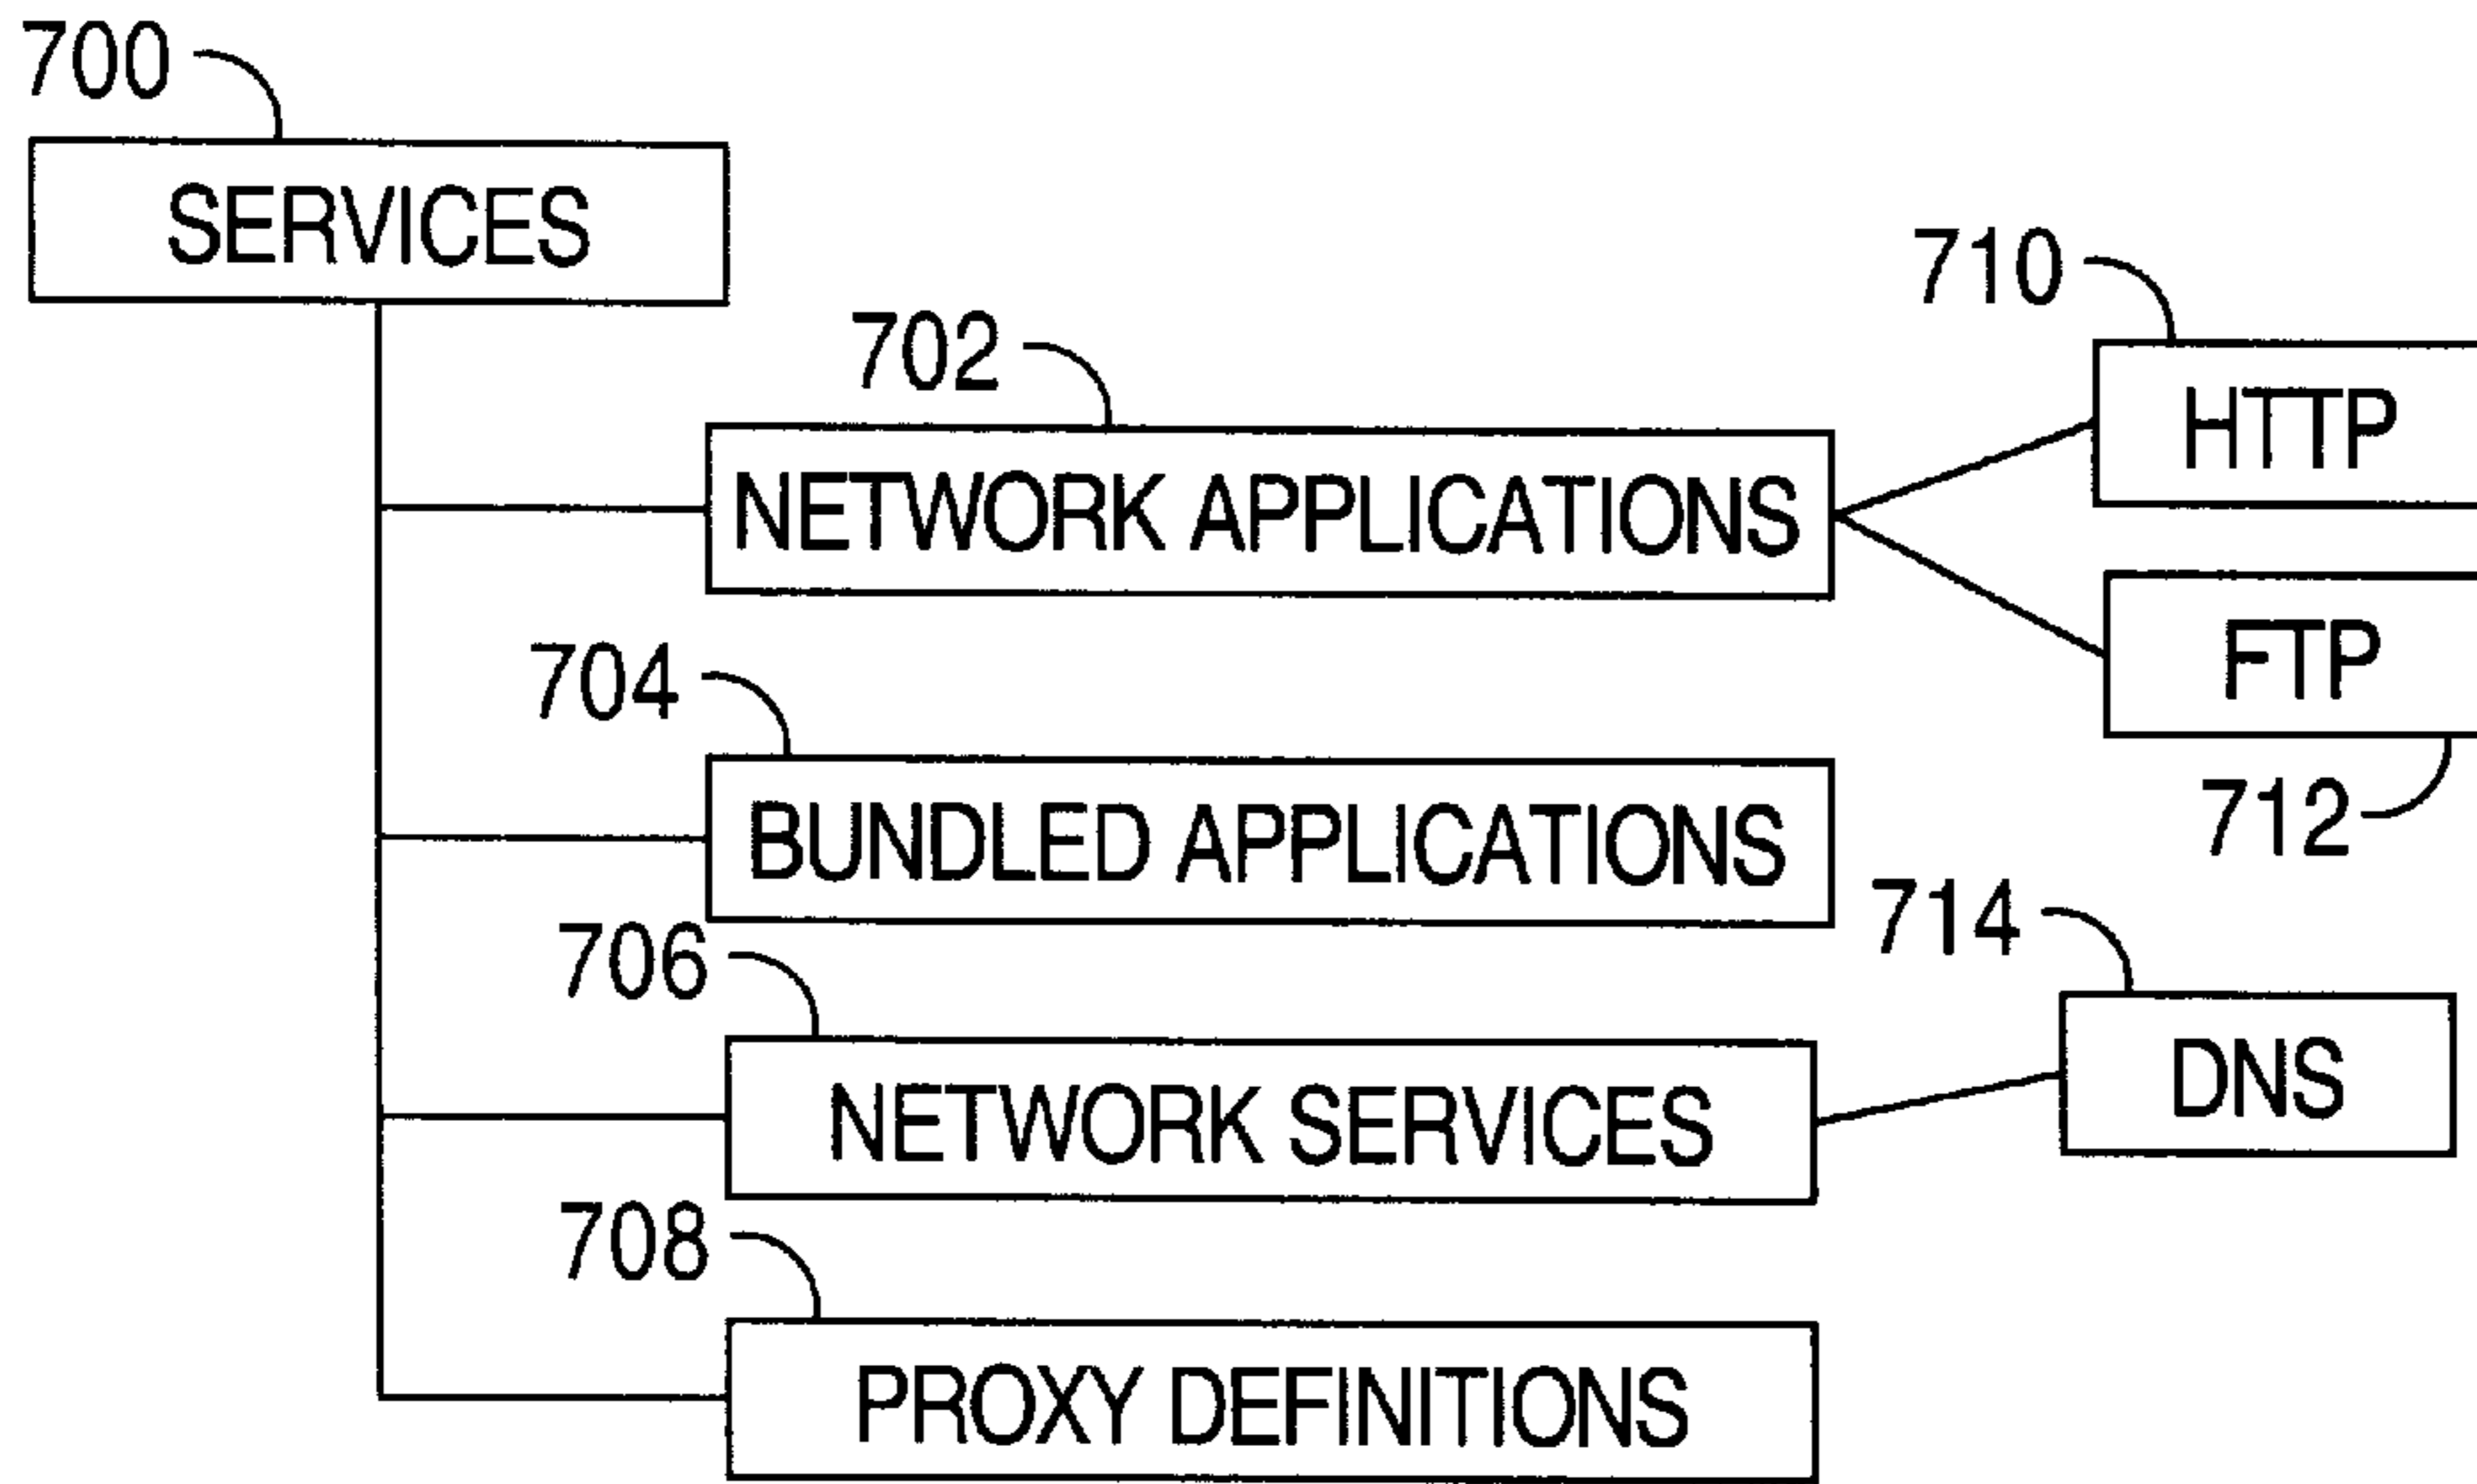 700
SERVICES
710
702
HTTP
NETWORK APPLICATIONS
FTP
704
712
BUNDLED APPLICATIONS
714
706
DNS
NETWORK SERVICES
708
PROXY DEFINITIONS